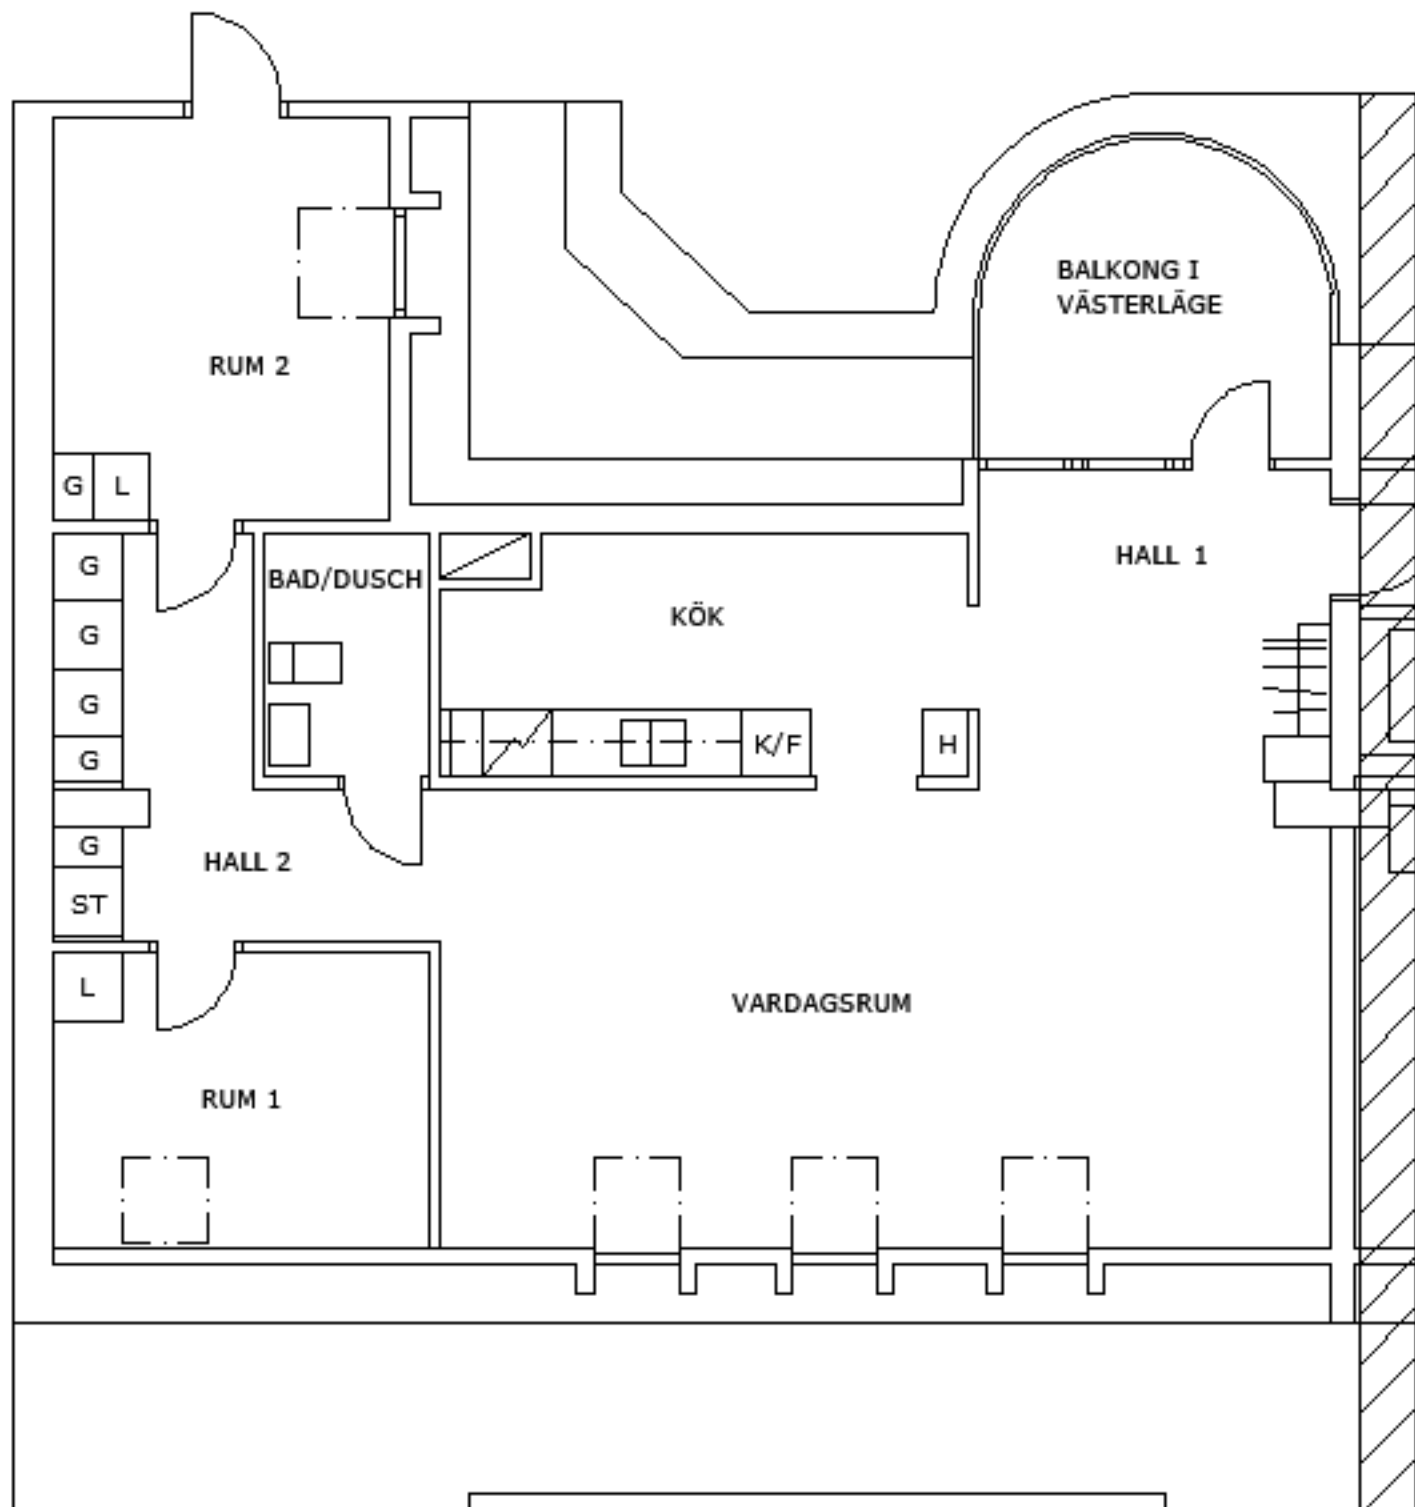 BALKONG I
VÄSTERLÄGE
RUM 2
G L
HALL 1
G
BAD/DUSCH
KÖK
G
G
G
K/F
H
G
HALL 2
ST
L
VARDAGSRUM
RUM 1